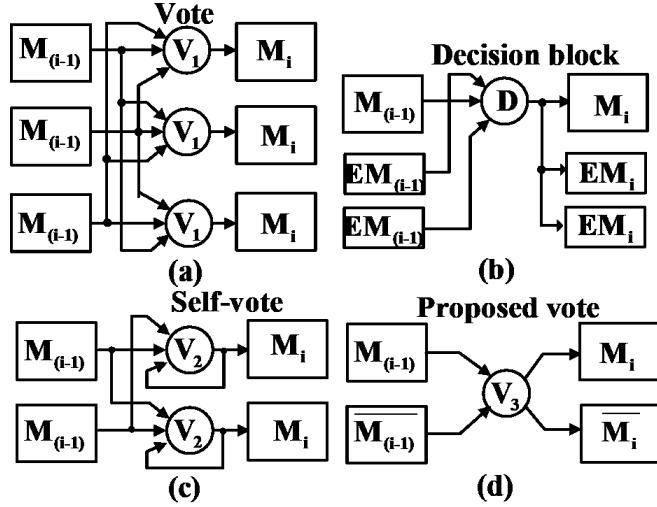 Vote
M(i-1) V1 Mi
M(i-1) V1 Mi
M(i-1) V1 Mi
(a)
Decision block
M(i-1) D Mi
EM(i-1) EMi
EM(i-1) EMi
(b)
Self-vote
M(i-1) V2 Mi
M(i-1) V2 Mi
(c)
Proposed vote
M(i-1) Mi
V3
M̅(i-1) M̅i
(d)